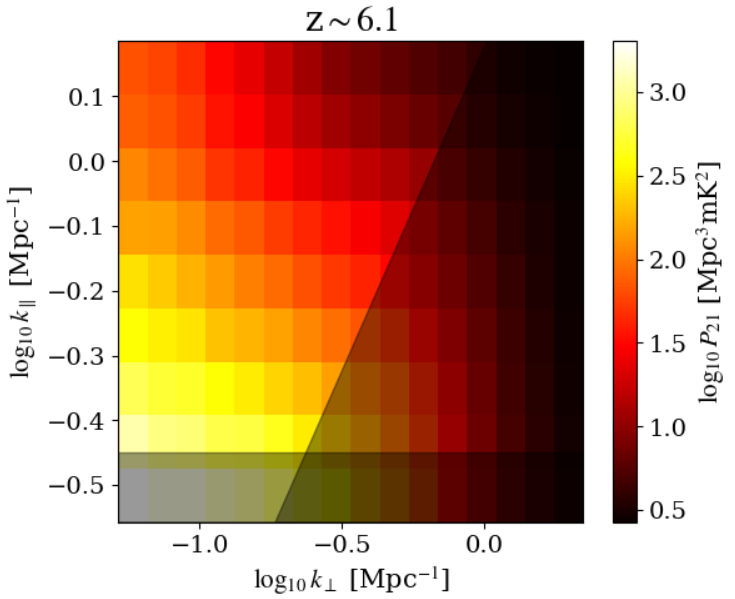 z ~ 6.1
0.1
0.0
−0.1
−0.2
−0.3
−0.4
−0.5
log₁₀ k∥ [Mpc⁻¹]
−1.0 −0.5 0.0
log₁₀ k⊥ [Mpc⁻¹]
3.0
2.5
2.0
1.5
1.0
0.5
log₁₀ P₂₁ [Mpc³mK²]